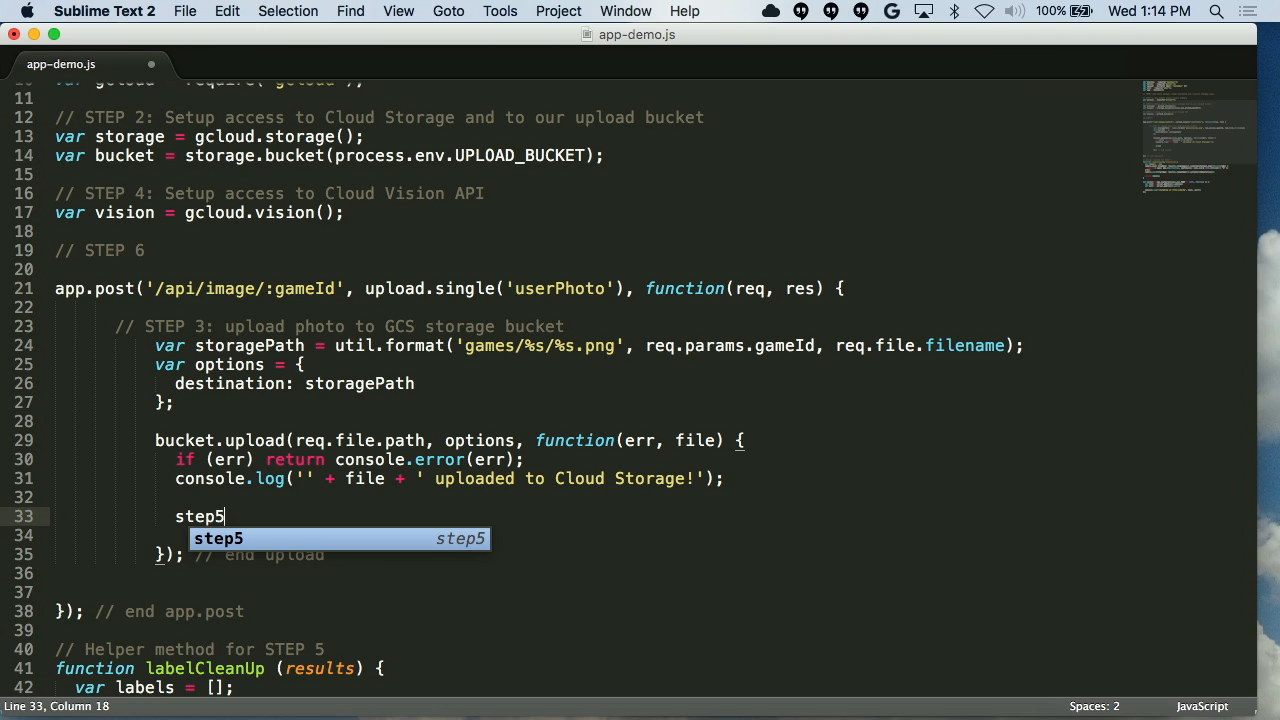 Sublime Text 2 File Edit Selection Find View Goto Tools Project Window Help 100% Wed 1:14 PM
app-demo.js
app-demo.js
11
12 // STEP 2: Setup access to Cloud Storage and to our upload bucket
13 var storage = gcloud.storage();
14 var bucket = storage.bucket(process.env.UPLOAD_BUCKET);
15
16 // STEP 4: Setup access to Cloud Vision API
17 var vision = gcloud.vision();
18
19 // STEP 6
20
21 app.post('/api/image/:gameId', upload.single('userPhoto'), function(req, res) {
22
23 // STEP 3: upload photo to GCS storage bucket
24 var storagePath = util.format('games/%s/%s.png', req.params.gameId, req.file.filename);
25 var options = {
26 destination: storagePath
27 };
28
29 bucket.upload(req.file.path, options, function(err, file) {
30 if (err) return console.error(err);
31 console.log('' + file + ' uploaded to Cloud Storage!');
32
33 step5
step5 step5
34
35 }); // end upload
36
37
38 }); // end app.post
39
40 // Helper method for STEP 5
41 function labelCleanUp (results) {
42 var labels = [];
Line 33, Column 18 Spaces: 2 JavaScript